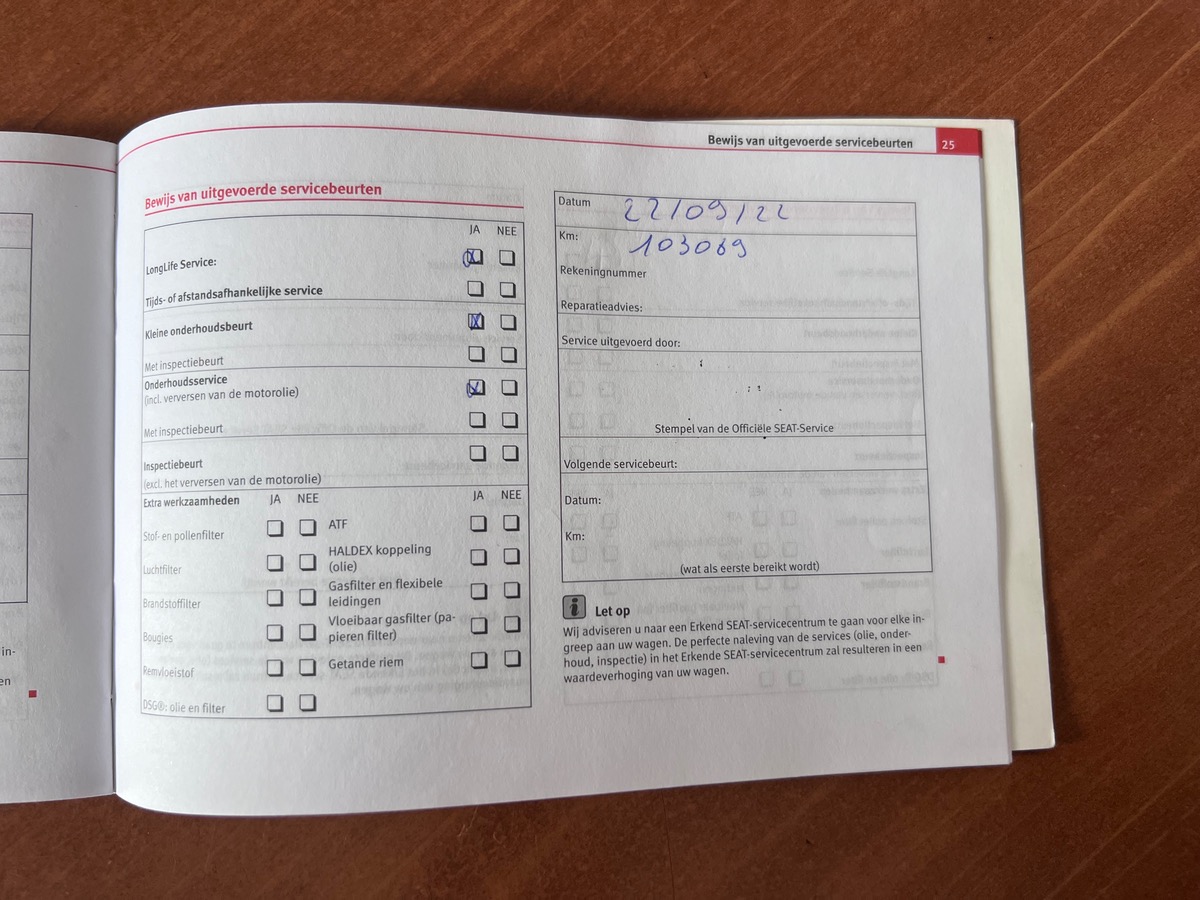 Bewijs van uitgevoerde servicebeurten 25
Bewijs van uitgevoerde servicebeurten
JA NEE
LongLife Service:
Tijds- of afstandsafhankelijke service
Kleine onderhoudsbeurt
Met inspectiebeurt
Onderhoudsservice
(incl. verversen van de motorolie)
Met inspectiebeurt
Inspectiebeurt
(excl. het verversen van de motorolie)
Extra werkzaamheden JA NEE JA NEE
Stof- en pollenfilter
Luchtfilter
Brandstoffilter
Bougies
Remvloeistof
DSG®: olie en filter
ATF
HALDEX koppeling
(olie)
Gasfilter en flexibele
leidingen
Vloeibaar gasfilter (pa-
pieren filter)
Getande riem
Datum 22/09/22
Km: 103089
Rekeningnummer
Reparatieadvies:
Service uitgevoerd door:
Stempel van de Officiële SEAT-Service
Volgende servicebeurt:
Datum:
Km:
(wat als eerste bereikt wordt)
i Let op
Wij adviseren u naar een Erkend SEAT-servicecentrum te gaan voor elke in-
greep aan uw wagen. De perfecte naleving van de services (olie, onder-
houd, inspectie) in het Erkende SEAT-servicecentrum zal resulteren in een
waardeverhoging van uw wagen.
in-
en